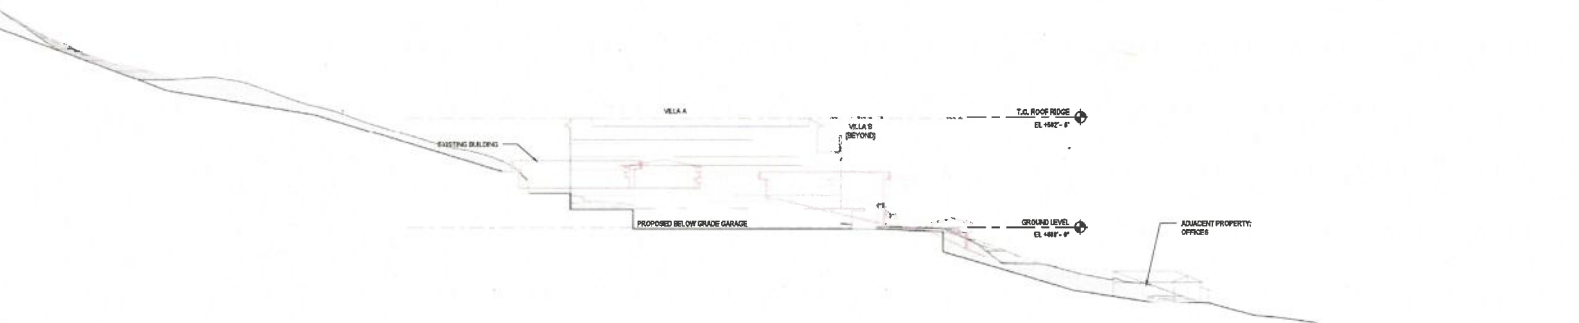 VILLA A
T.O. ROOF RIDGE
VILLA B
(BEYOND)
EXISTING BUILDING
PROPOSED BELOW GRADE GARAGE
GROUND LEVEL
ADJACENT PROPERTY:
OFFICES